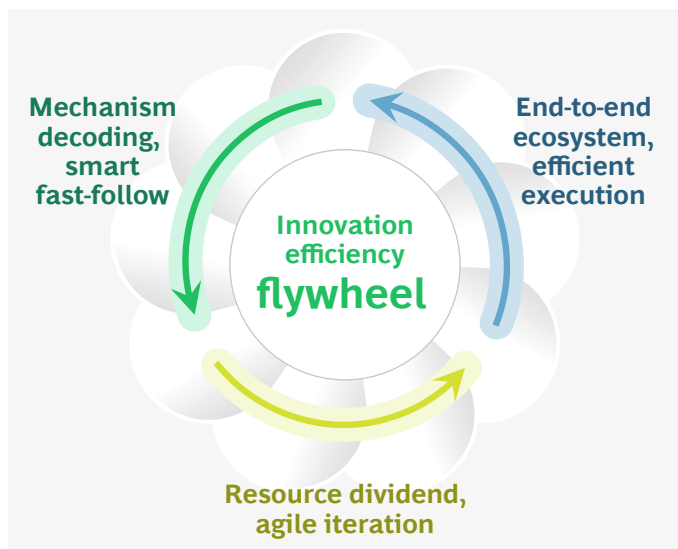 Mechanism
decoding,
smart
fast-follow
End-to-end
ecosystem,
efficient
execution
Innovation
efficiency
flywheel
Resource dividend,
agile iteration